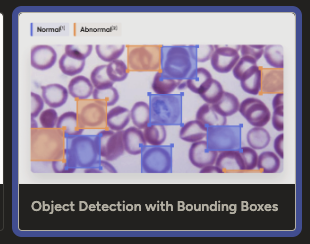 Normal[1] Abnormal[2]
Object Detection with Bounding Boxes